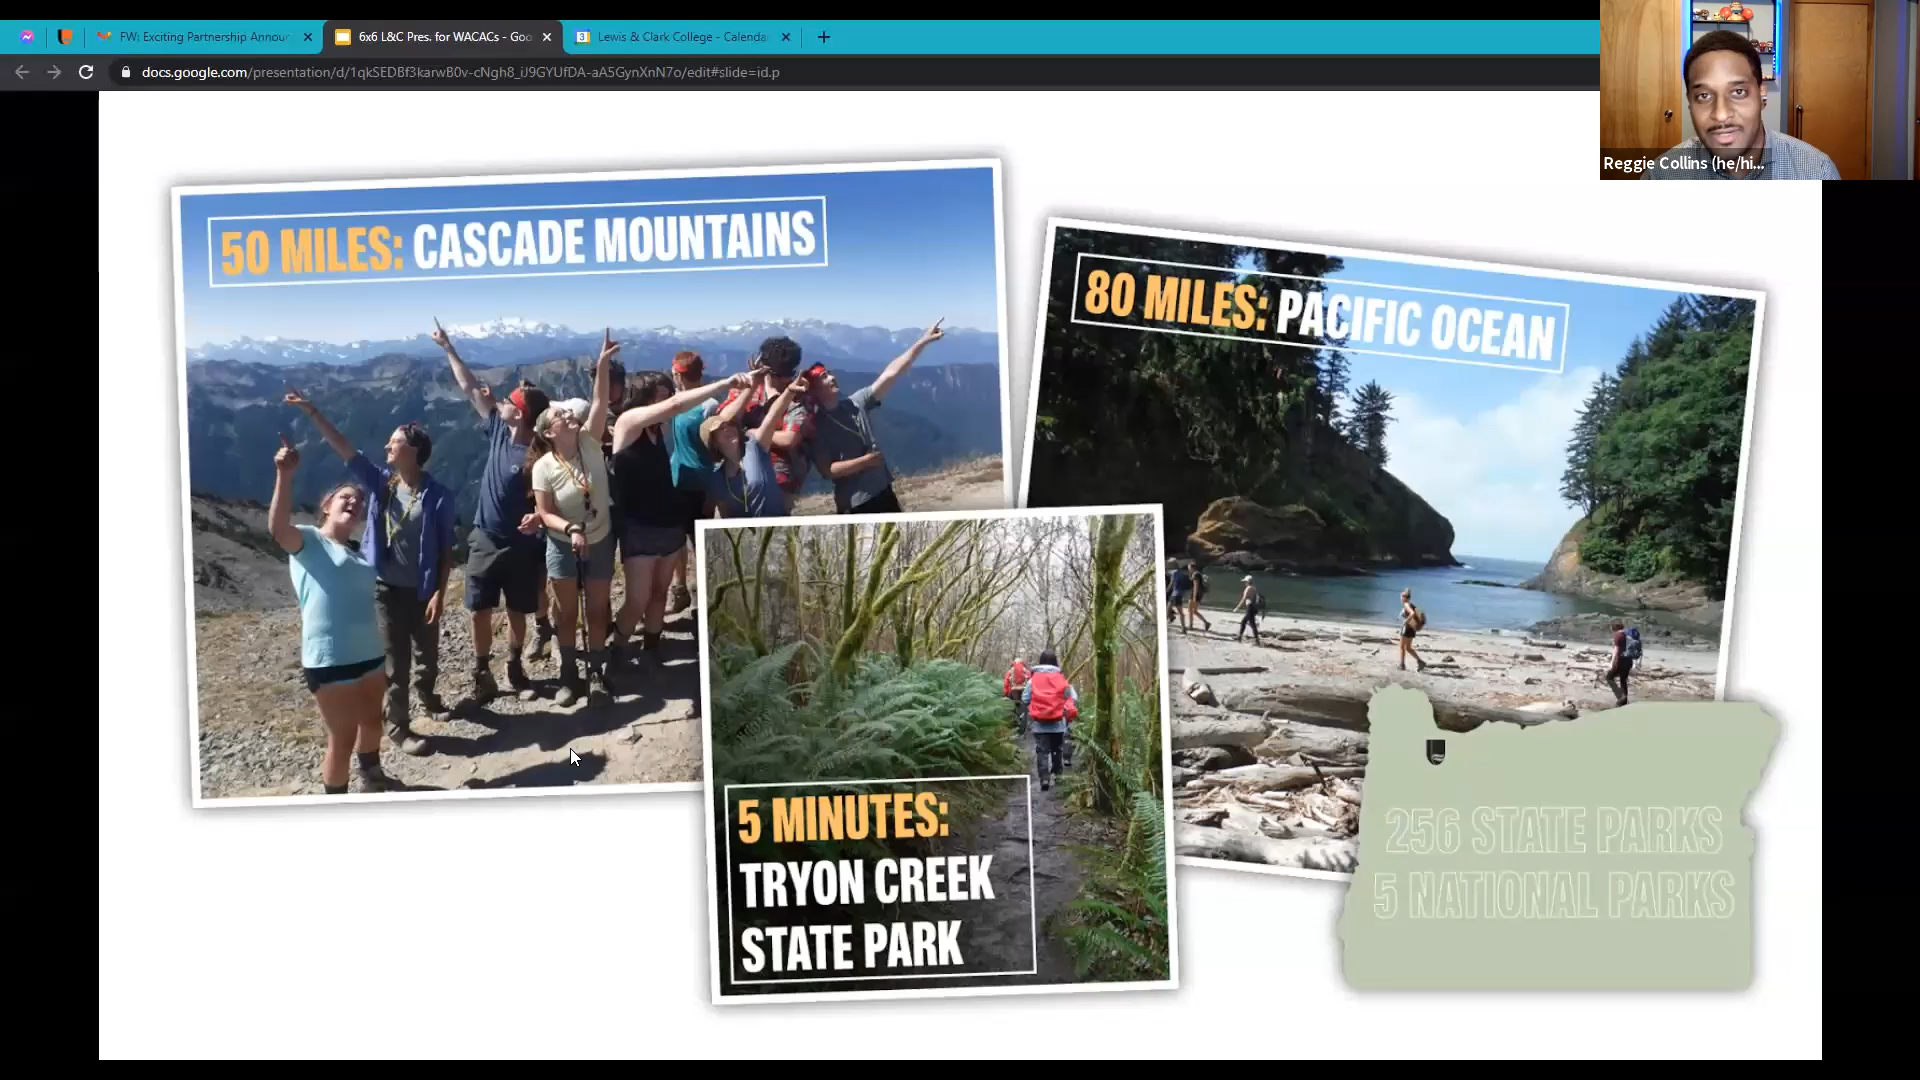 FW: Exciting Partnership Annou
6x6 L&C Pres. for WACACs - Goo
3
Lewis & Clark College - Calenda
docs.google.com/presentation/d/1qkSEDBf3karwB0v-cNgh8_iJ9GYUfDA-aA5GynXnN7o/edit#slide=id.p
Reggie Collins (he/hi...
50 MILES: CASCADE MOUNTAINS
80 MILES: PACIFIC OCEAN
5 MINUTES:
TRYON CREEK
STATE PARK
256 STATE PARKS
5 NATIONAL PARKS